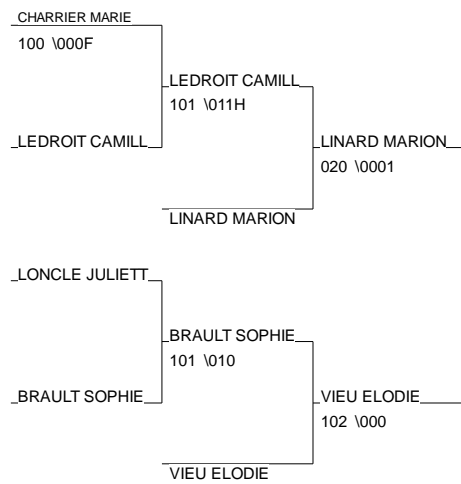 CHARRIER MARIE
100 \000F
LEDROIT CAMILL
101 \011H
LEDROIT CAMILL
LINARD MARION
020 \0001
LINARD MARION
LONCLE JULIETT
BRAULT SOPHIE
101 \010
BRAULT SOPHIE
VIEU ELODIE
102 \000
VIEU ELODIE